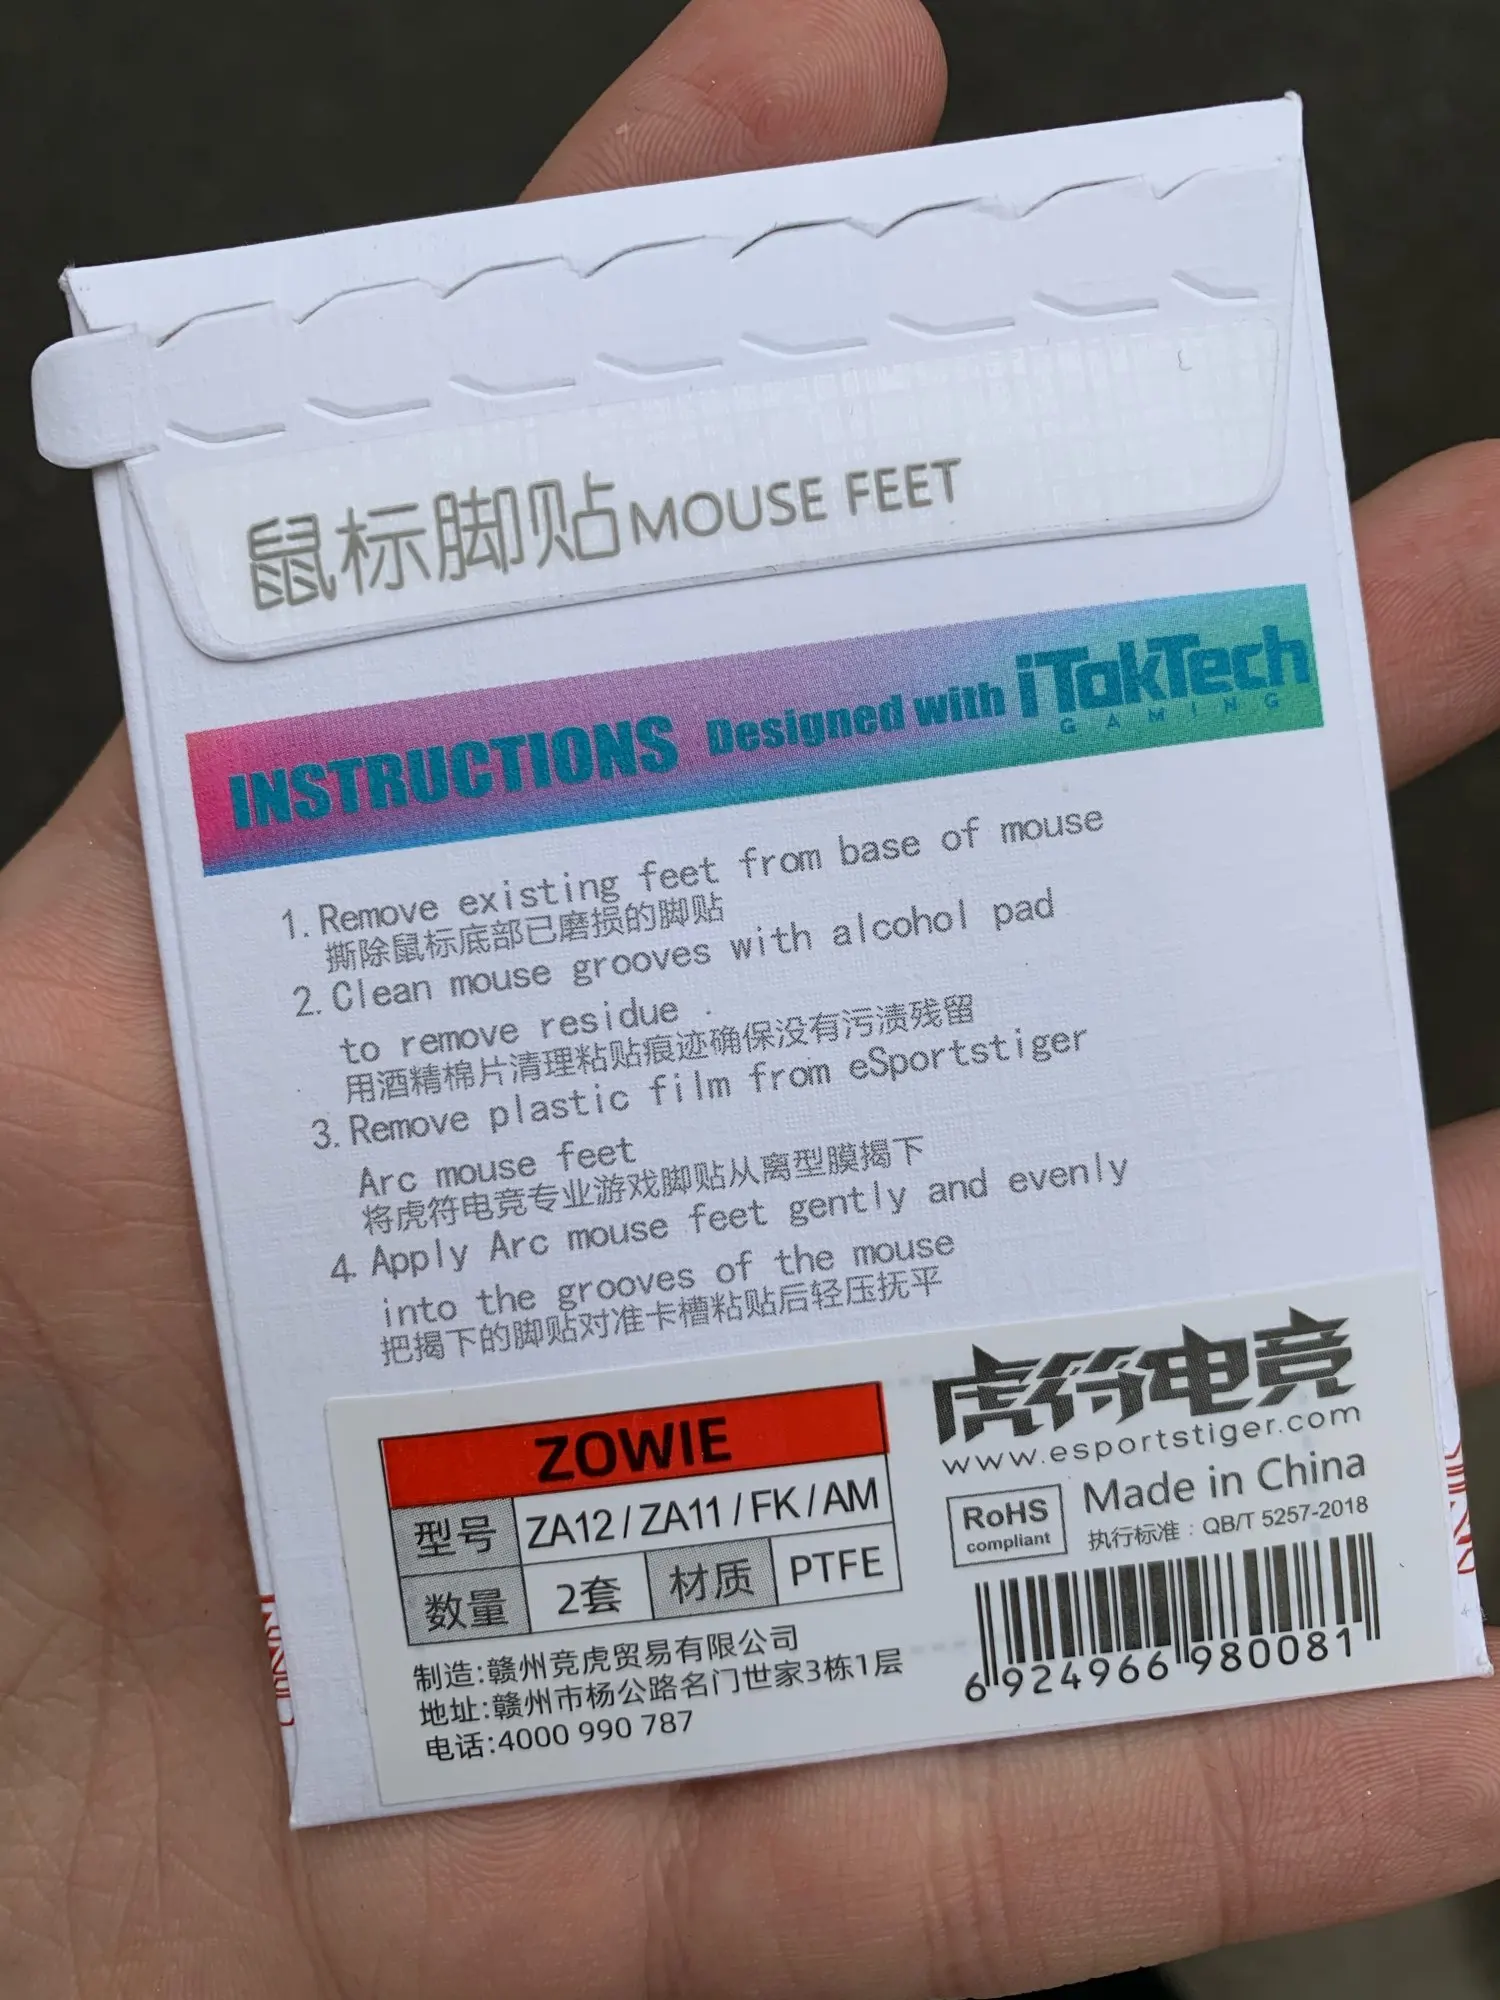 鼠标脚贴MOUSE FEET
INSTRUCTIONS Designed with iTokTech
GAMING
1. Remove existing feet from base of mouse
撕除鼠标底部已磨损的脚贴
2. Clean mouse grooves with alcohol pad
to remove residue .
用酒精棉片清理粘贴痕迹确保没有污渍残留
3. Remove plastic film from eSportstiger
Arc mouse feet
将虎符电竞专业游戏脚贴从离型膜揭下
4. Apply Arc mouse feet gently and evenly
into the grooves of the mouse
把揭下的脚贴对准卡槽粘贴后轻压抚平
ZOWIE
型号 ZA12 / ZA11 / FK / AM
数量 2套 材质 PTFE
制造:赣州竞虎贸易有限公司
地址:赣州市杨公路名门世家3栋1层
电话:4000 990 787
虎符电竞
www.esportstiger.com
RoHS
compliant
Made in China
执行标准：QB/T 5257-2018
6 924966 980081